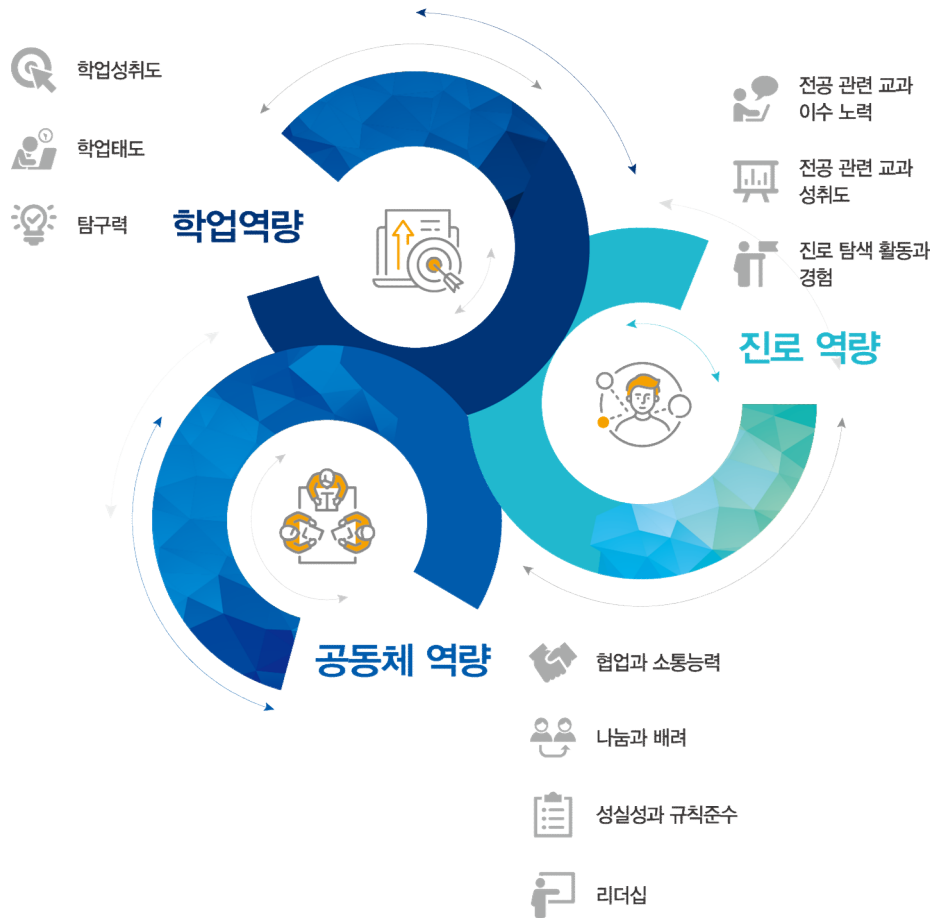 학업성취도
학업태도
탐구력
학업역량
전공 관련 교과
이수 노력
전공 관련 교과
성취도
진로 탐색 활동과
경험
진로 역량
공동체 역량
협업과 소통능력
나눔과 배려
성실성과 규칙준수
리더십